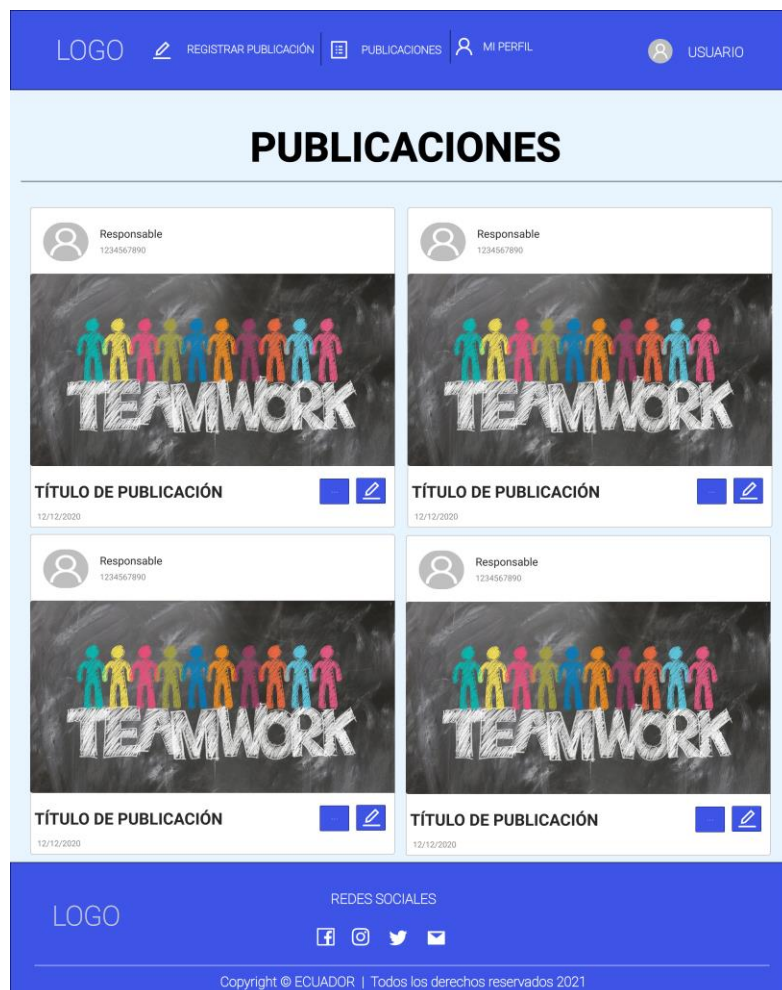 LOGO
REGISTRAR PUBLICACIÓN
PUBLICACIONES
MI PERFIL
USUARIO
PUBLICACIONES
Responsable
1234567890
TEAMWORK
TÍTULO DE PUBLICACIÓN
12/12/2020
Responsable
1234567890
TEAMWORK
TÍTULO DE PUBLICACIÓN
12/12/2020
Responsable
1234567890
TEAMWORK
TÍTULO DE PUBLICACIÓN
12/12/2020
Responsable
1234567890
TEAMWORK
TÍTULO DE PUBLICACIÓN
12/12/2020
LOGO
REDES SOCIALES
Copyright © ECUADOR | Todos los derechos reservados 2021